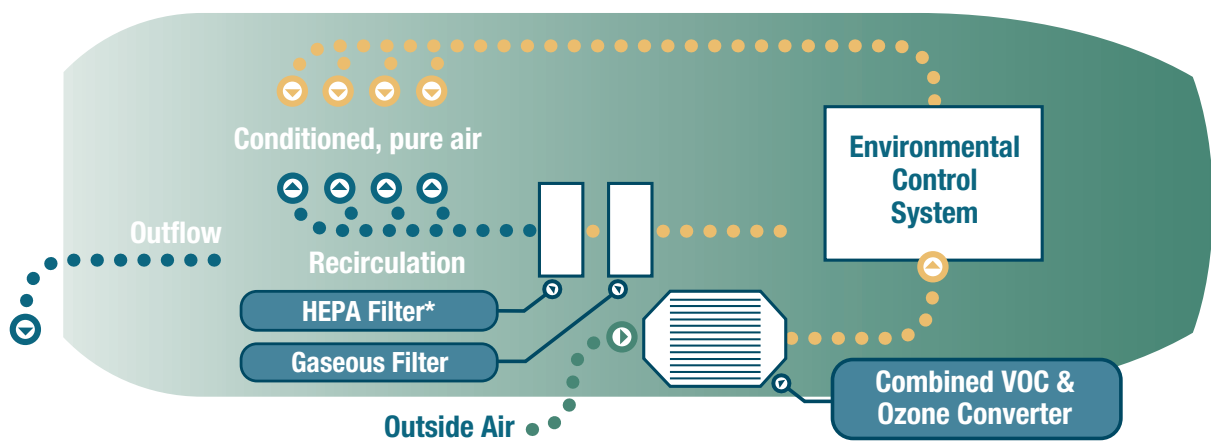 Conditioned, pure air
Environmental
Control
System
Outflow
Recirculation
HEPA Filter*
Gaseous Filter
Combined VOC &
Ozone Converter
Outside Air